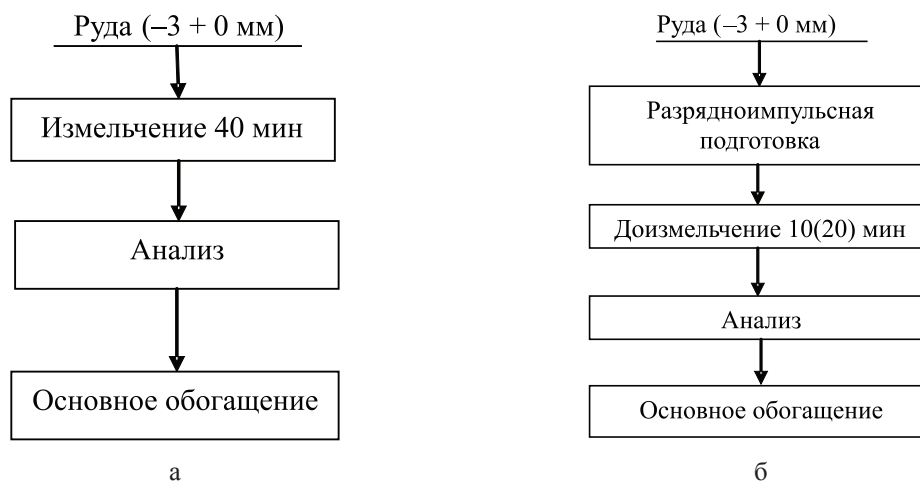 Руда (–3 + 0 мм)
Измельчение 40 мин
Анализ
Основное обогащение
а
Руда (–3 + 0 мм)
Разрядноимпульсная
подготовка
Доизмельчение 10(20) мин
Анализ
Основное обогащение
б